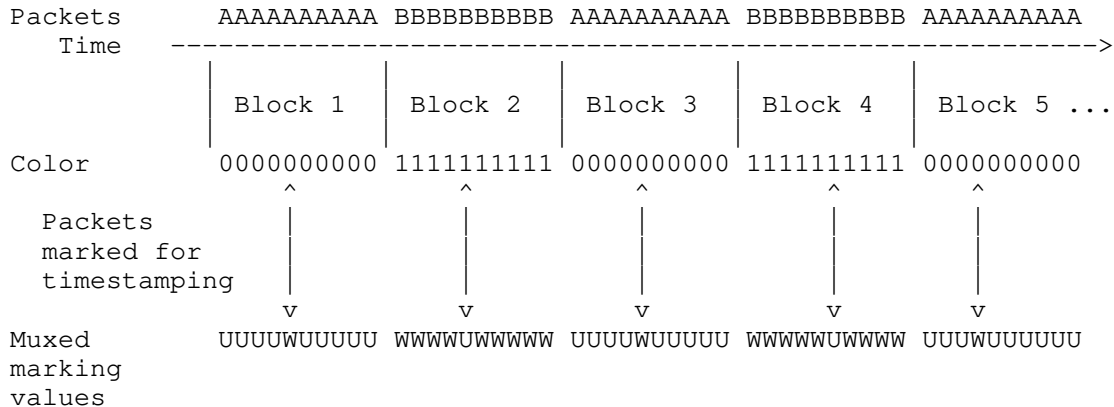 Packets AAAAAAAAAA BBBBBBBBBB AAAAAAAAAA BBBBBBBBBB AAAAAAAAAA
Time ---------------------------------------------------------->
| | | | |
| Block 1 | Block 2 | Block 3 | Block 4 | Block 5 ...
| | | | |
Color 0000000000 1111111111 0000000000 1111111111 0000000000
^ ^ ^ ^ ^
Packets | | | | |
marked for | | | | |
timestamping | | | | |
v v v v v
Muxed UUUUWUUUUU WWWWUWWWWW UUUUWUUUUU WWWWWUWWWW UUUWUUUUUU
marking
values